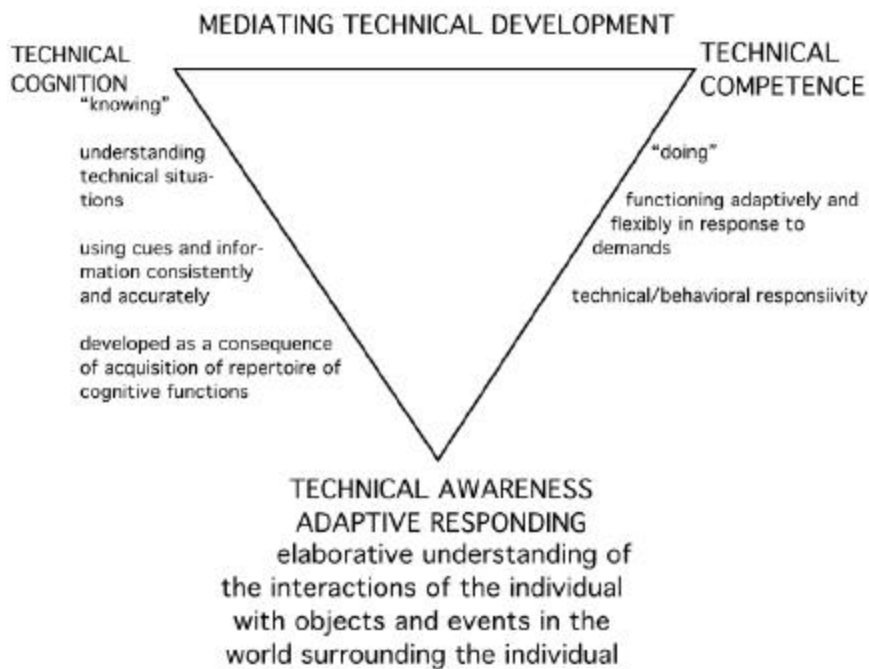 MEDIATING TECHNICAL DEVELOPMENT
TECHNICAL
COGNITION
"knowing"
understanding
technical situa-
tions
using cues and infor-
mation consistently
and accurately
developed as a consequence
of acquisition of repertoire of
cognitive functions
TECHNICAL
COMPETENCE
"doing"
functioning adaptively and
flexibly in response to
demands
technical/behavioral responsiivity
TECHNICAL AWARENESS
ADAPTIVE RESPONDING
elaborative understanding of
the interactions of the individual
with objects and events in the
world surrounding the individual